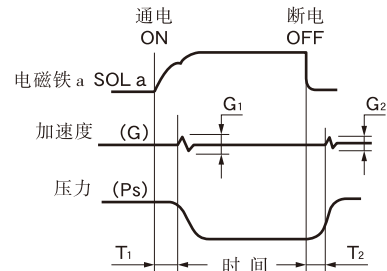 通电 断电
ON OFF
电磁铁a SOL a
G1 G2
加速度 (G)
压力 (Ps)
T1 时间 T2